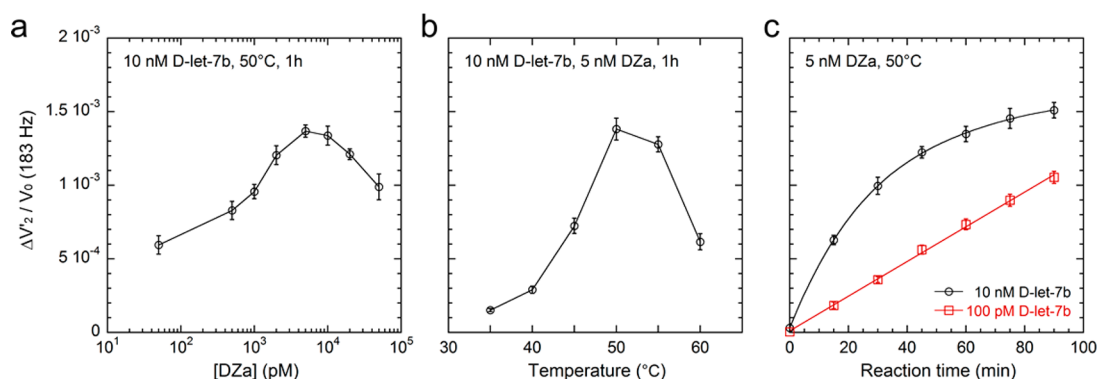 a
10 nM D-let-7b, 50°C, 1h
ΔV'₂ / V₀ (183 Hz)
2 10⁻³
1.5 10⁻³
1 10⁻³
5 10⁻⁴
0
10¹ 10² 10³ 10⁴ 10⁵
[DZa] (pM)
b
10 nM D-let-7b, 5 nM DZa, 1h
30 40 50 60
Temperature (°C)
c
5 nM DZa, 50°C
10 nM D-let-7b
100 pM D-let-7b
0 20 40 60 80 100
Reaction time (min)